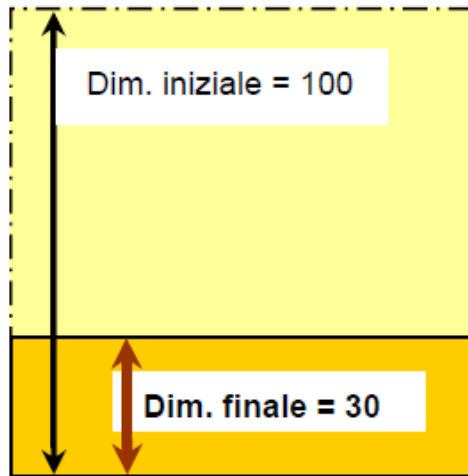 Dim. iniziale = 100
Dim. finale = 30